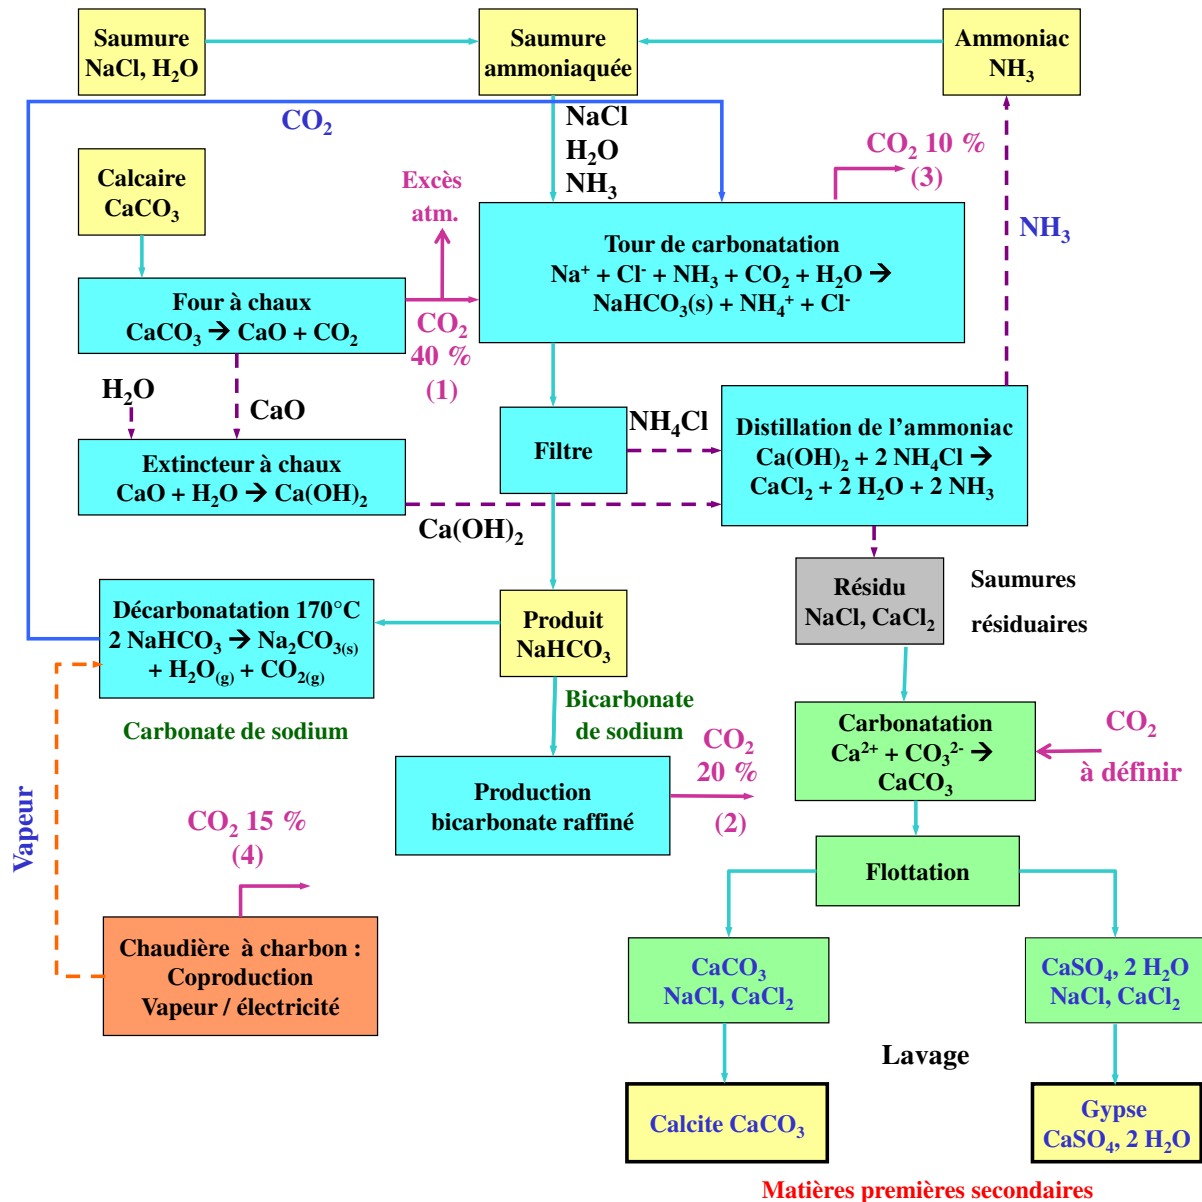 Saumure
NaCl, H₂O
Saumure
ammoniaquée
Ammoniac
NH₃
CO₂
NaCl
H₂O
NH₃
CO₂ 10 %
(3)
Calcaire
CaCO₃
Excès
atm.
NH₃
Tour de carbonatation
Na⁺ + Cl⁻ + NH₃ + CO₂ + H₂O →
NaHCO₃(s) + NH₄⁺ + Cl⁻
Four à chaux
CaCO₃ → CaO + CO₂
CO₂
40 %
(1)
H₂O
CaO
Extincteur à chaux
CaO + H₂O → Ca(OH)₂
Filtre
NH₄Cl
Distillation de l’ammoniac
Ca(OH)₂ + 2 NH₄Cl →
CaCl₂ + 2 H₂O + 2 NH₃
Ca(OH)₂
Résidu
NaCl, CaCl₂
Saumures
résiduaires
Décarbonatation 170°C
2 NaHCO₃ → Na₂CO₃₍s₎
+ H₂O₍g₎ + CO₂₍g₎
Produit
NaHCO₃
Carbonate de sodium
Bicarbonate
de sodium
Carbonatation
Ca²⁺ + CO₃²⁻ →
CaCO₃
CO₂
à définir
CO₂
20 %
(2)
Production
bicarbonate raffiné
Vapeur
CO₂ 15 %
(4)
Flottation
Chaudière à charbon :
Coproduction
Vapeur / électricité
CaCO₃
NaCl, CaCl₂
CaSO₄, 2 H₂O
NaCl, CaCl₂
Lavage
Calcite CaCO₃
Gypse
CaSO₄, 2 H₂O
Matières premières secondaires